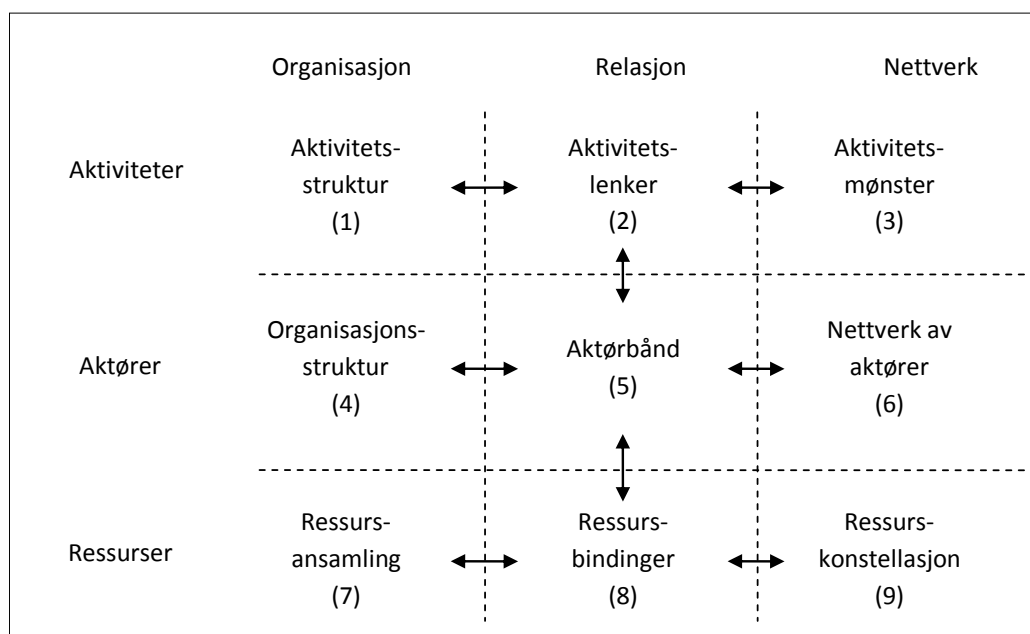 Organisasjon Relasjon Nettverk
Aktiviteter
Aktivitets-
struktur
(1)
Aktivitets-
lenker
(2)
Aktivitets-
mønster
(3)
Aktører
Organisasjons-
struktur
(4)
Aktørbånd
(5)
Nettverk av
aktører
(6)
Ressurser
Ressurs-
ansamling
(7)
Ressurs-
bindinger
(8)
Ressurs-
konstellasjon
(9)